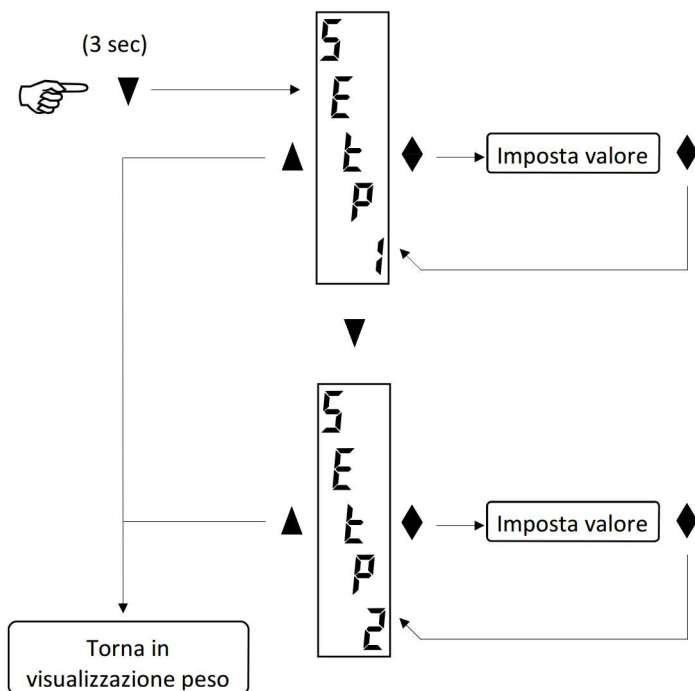 (3 sec)
S
E
t
P
1
Imposta valore
S
E
t
P
2
Imposta valore
Torna in
visualizzazione peso